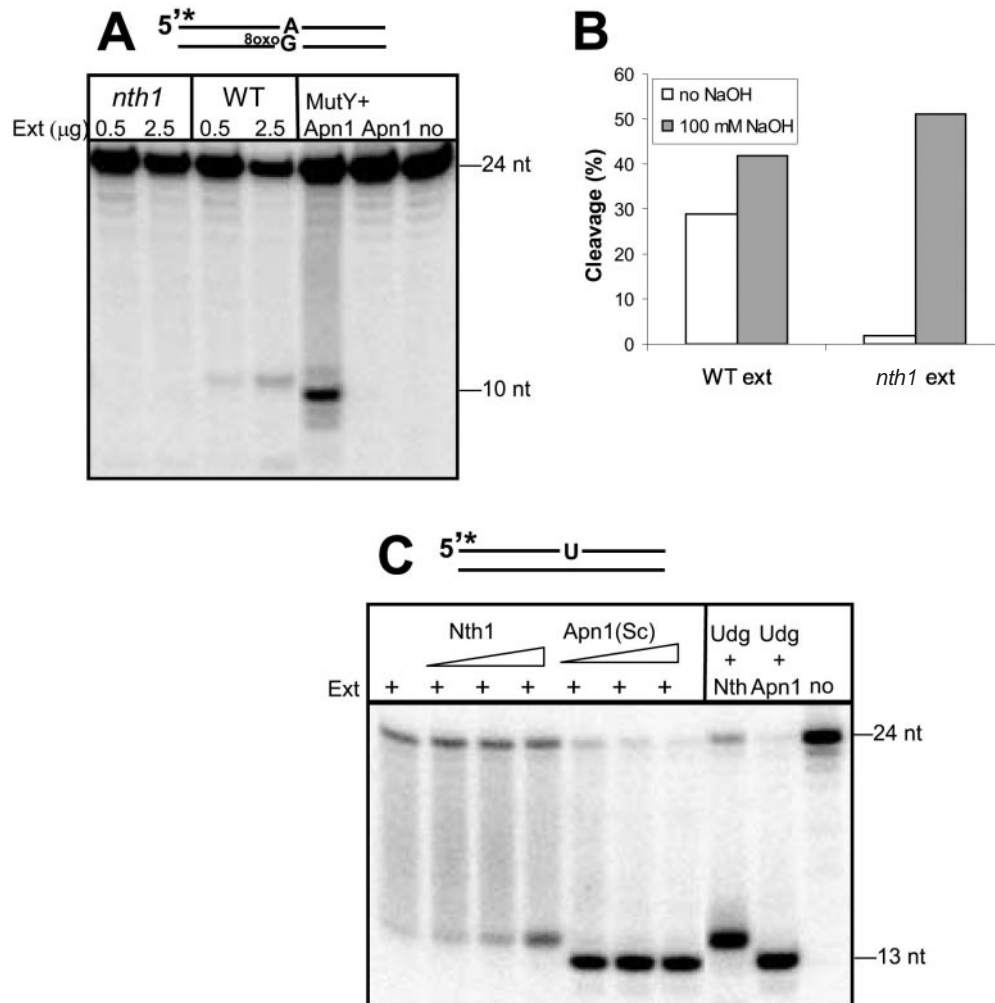 A
5'*
A
8oxoG
nth1 WT MutY+
Ext (µg) 0.5 2.5 0.5 2.5 Apn1 Apn1 no
24 nt
10 nt
B
60
50
40
30
20
10
0
Cleavage (%)
no NaOH
100 mM NaOH
WT ext nth1 ext
C
5'*
U
Nth1 Apn1(Sc) Udg Udg
+ +
Ext + + + + + + + Nth Apn1 no
24 nt
13 nt